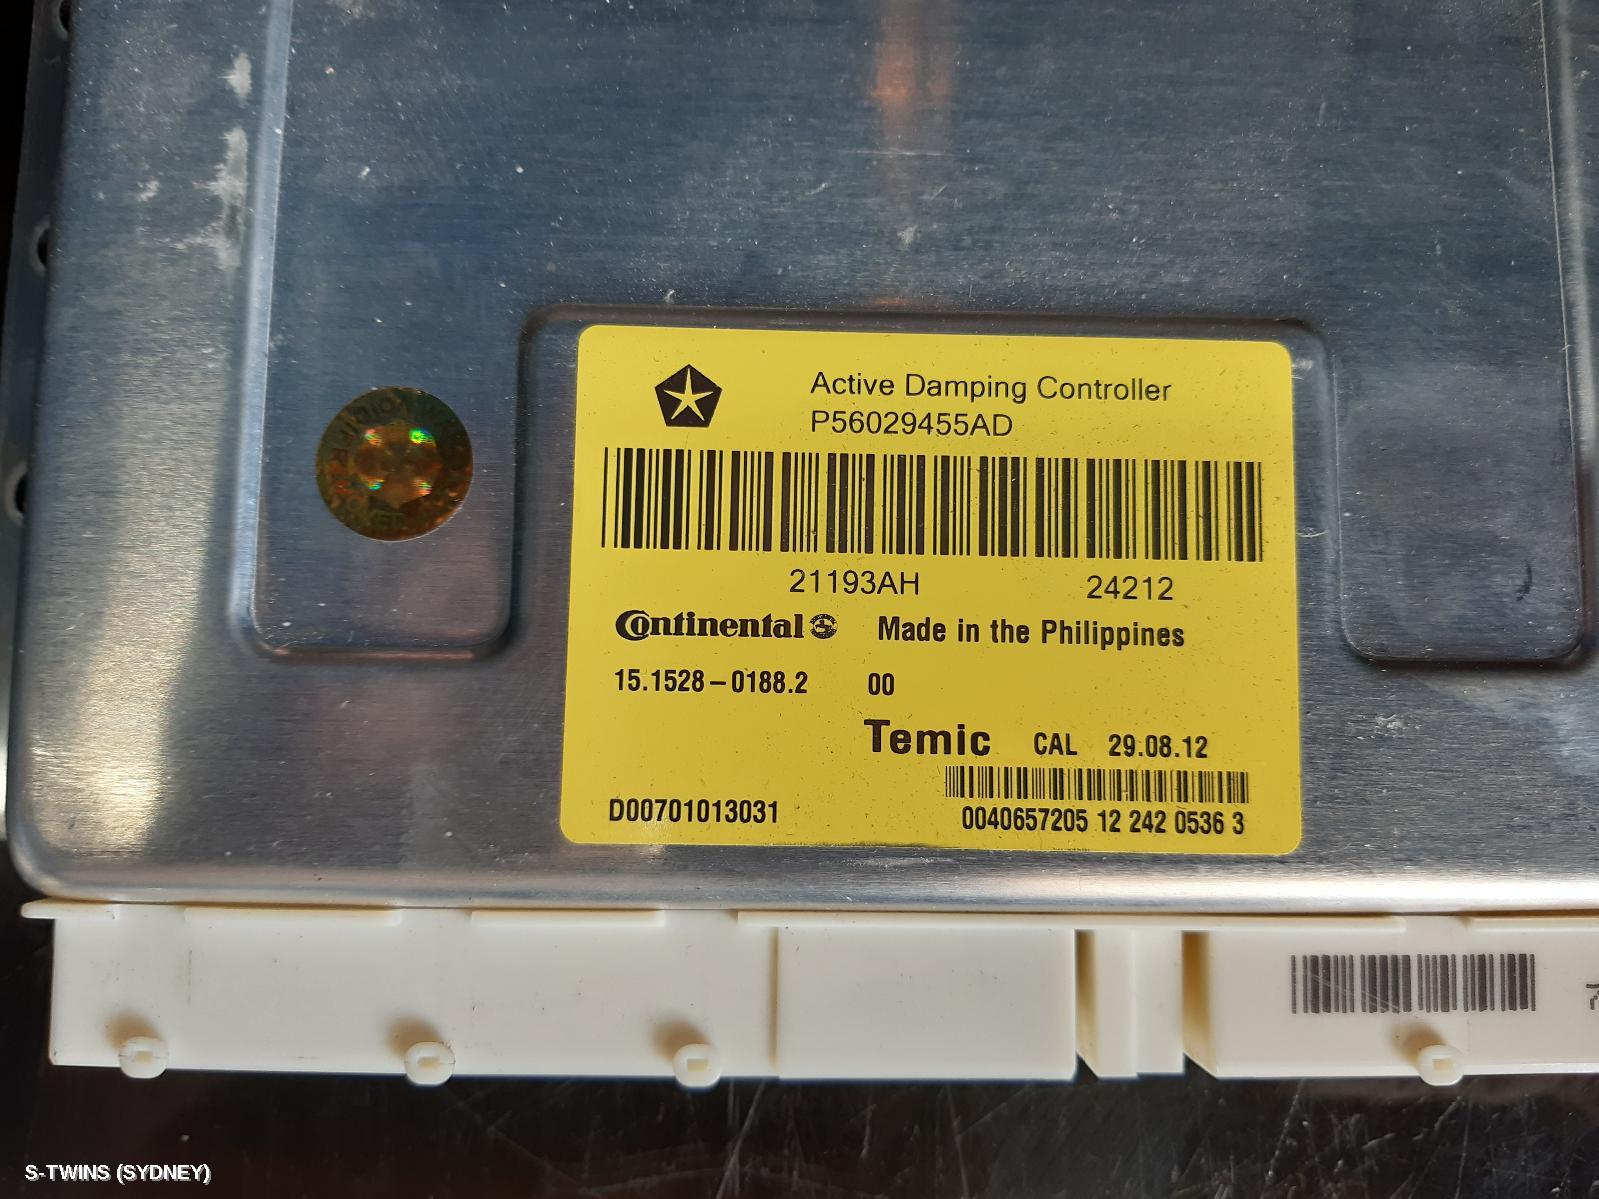 Active Damping Controller
P56029455AD
21193AH 24212
Continental Made in the Philippines
15.1528-0188.2 00
Temic CAL 29.08.12
D00701013031 0040657205 12 242 0536 3
S-TWINS (SYDNEY)